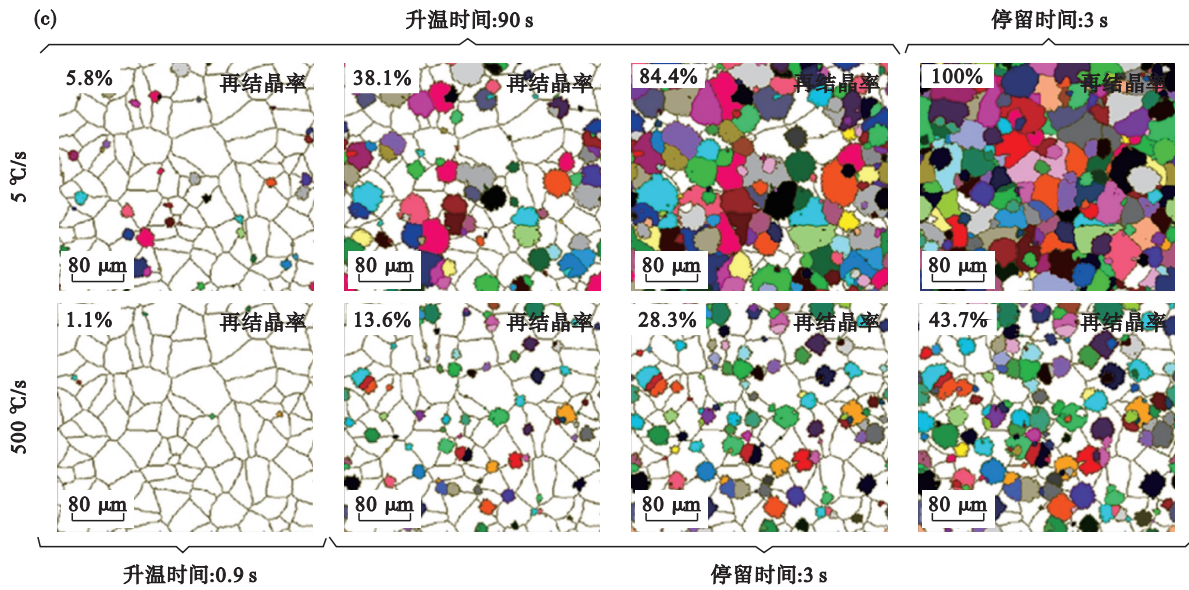 (c)
升温时间:90 s
停留时间:3 s
5 ℃/s
5.8%
再结晶率
80 μm
38.1%
再结晶率
80 μm
84.4%
再结晶率
80 μm
100%
再结晶率
80 μm
500 ℃/s
1.1%
再结晶率
80 μm
13.6%
再结晶率
80 μm
28.3%
再结晶率
80 μm
43.7%
再结晶率
80 μm
升温时间:0.9 s
停留时间:3 s